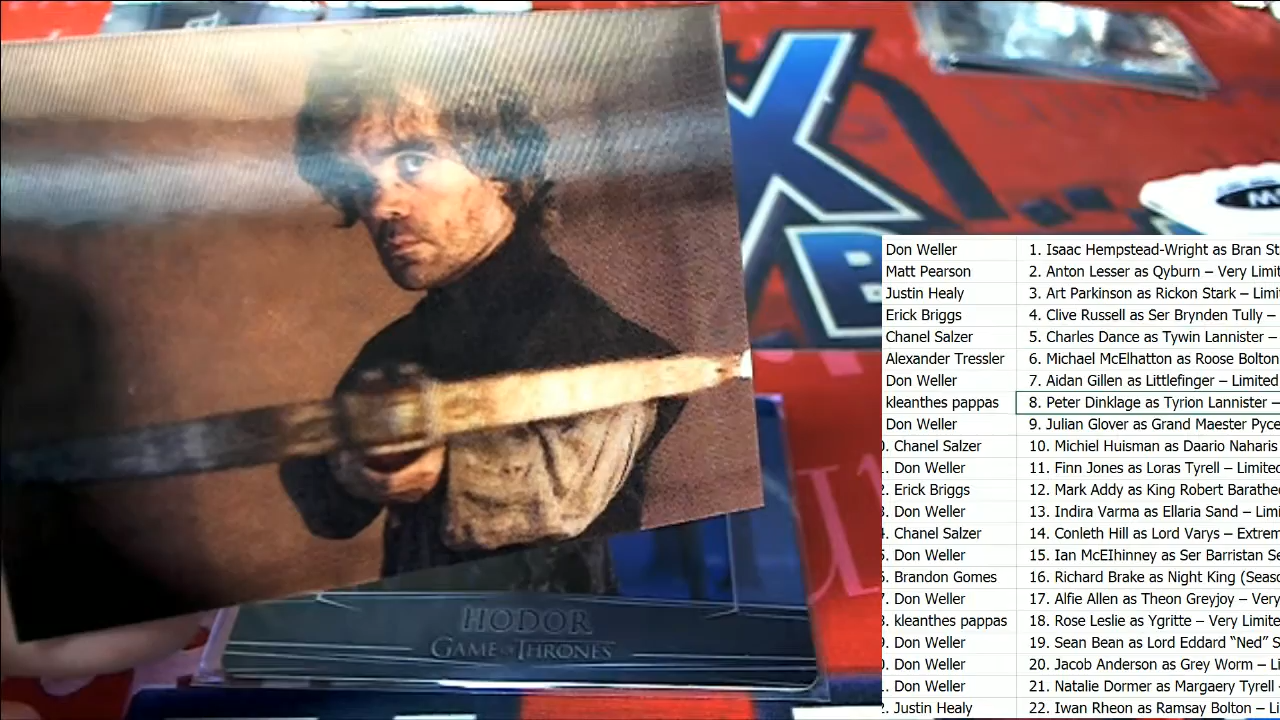 X
B
HODOR
GAME OF THRONES
Don Weller 1. Isaac Hempstead-Wright as Bran St
Matt Pearson 2. Anton Lesser as Qyburn – Very Limi
Justin Healy 3. Art Parkinson as Rickon Stark – Limi
Erick Briggs 4. Clive Russell as Ser Brynden Tully –
Chanel Salzer 5. Charles Dance as Tywin Lannister –
Alexander Tressler 6. Michael McElhatton as Roose Bolton
Don Weller 7. Aidan Gillen as Littlefinger – Limited
kleanthes pappas 8. Peter Dinklage as Tyrion Lannister –
Don Weller 9. Julian Glover as Grand Maester Pyce
. Chanel Salzer 10. Michiel Huisman as Daario Naharis
. Don Weller 11. Finn Jones as Loras Tyrell – Limited
. Erick Briggs 12. Mark Addy as King Robert Barathe
. Don Weller 13. Indira Varma as Ellaria Sand – Limi
. Chanel Salzer 14. Conleth Hill as Lord Varys – Extrem
. Don Weller 15. Ian McEIhinney as Ser Barristan S
. Brandon Gomes 16. Richard Brake as Night King (Seas
. Don Weller 17. Alfie Allen as Theon Greyjoy – Very
. kleanthes pappas 18. Rose Leslie as Ygritte – Very Limite
. Don Weller 19. Sean Bean as Lord Eddard “Ned” S
. Don Weller 20. Jacob Anderson as Grey Worm – L
. Don Weller 21. Natalie Dormer as Margaery Tyrell -
. Justin Healy 22. Iwan Rheon as Ramsay Bolton – Li